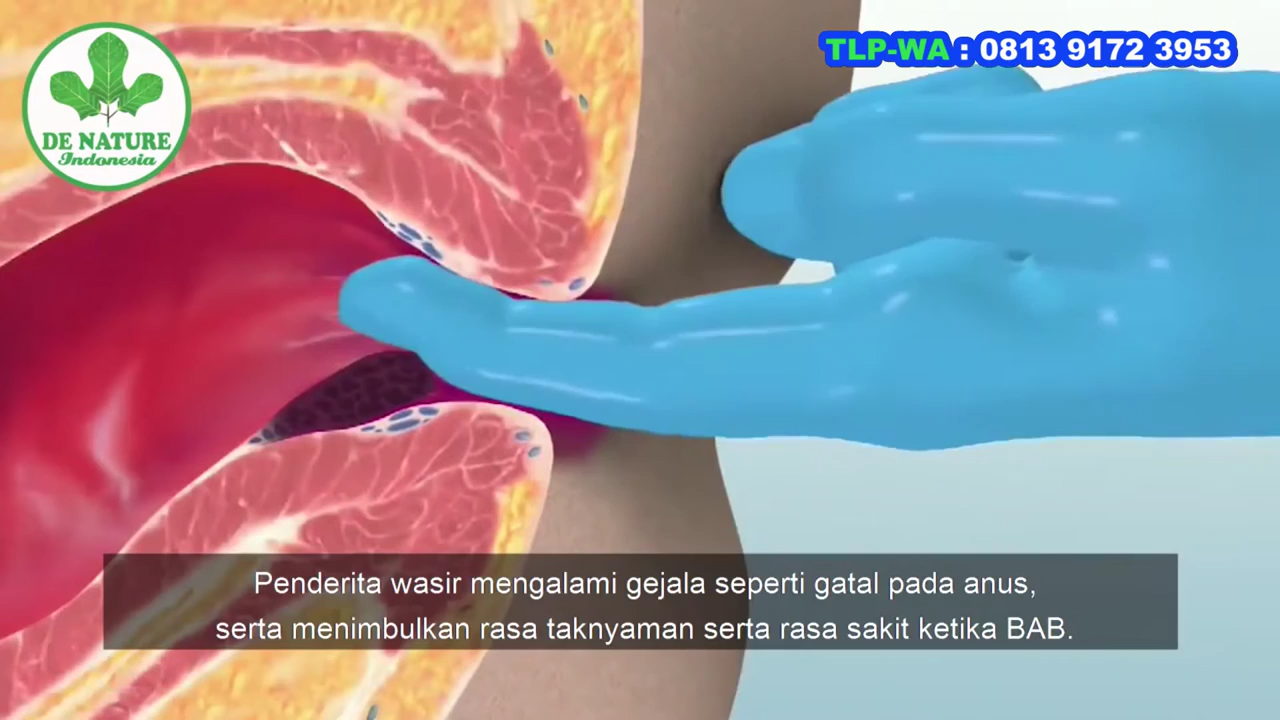 DE NATURE
Indonesia
TLP-WA : 0813 9172 3953
Penderita wasir mengalami gejala seperti gatal pada anus,
serta menimbulkan rasa taknyaman serta rasa sakit ketika BAB.